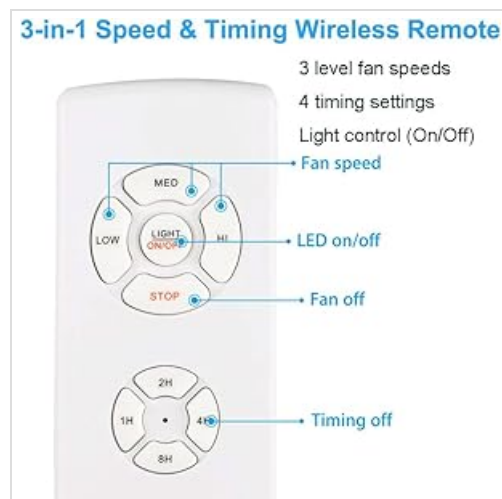 3-in-1 Speed & Timing Wireless Remote
3 level fan speeds
4 timing settings
Light control (On/Off)
Fan speed
MED
LOW
LIGHT
ON/OFF
HI
LED on/off
STOP
Fan off
2H
1H
4H
Timing off
8H